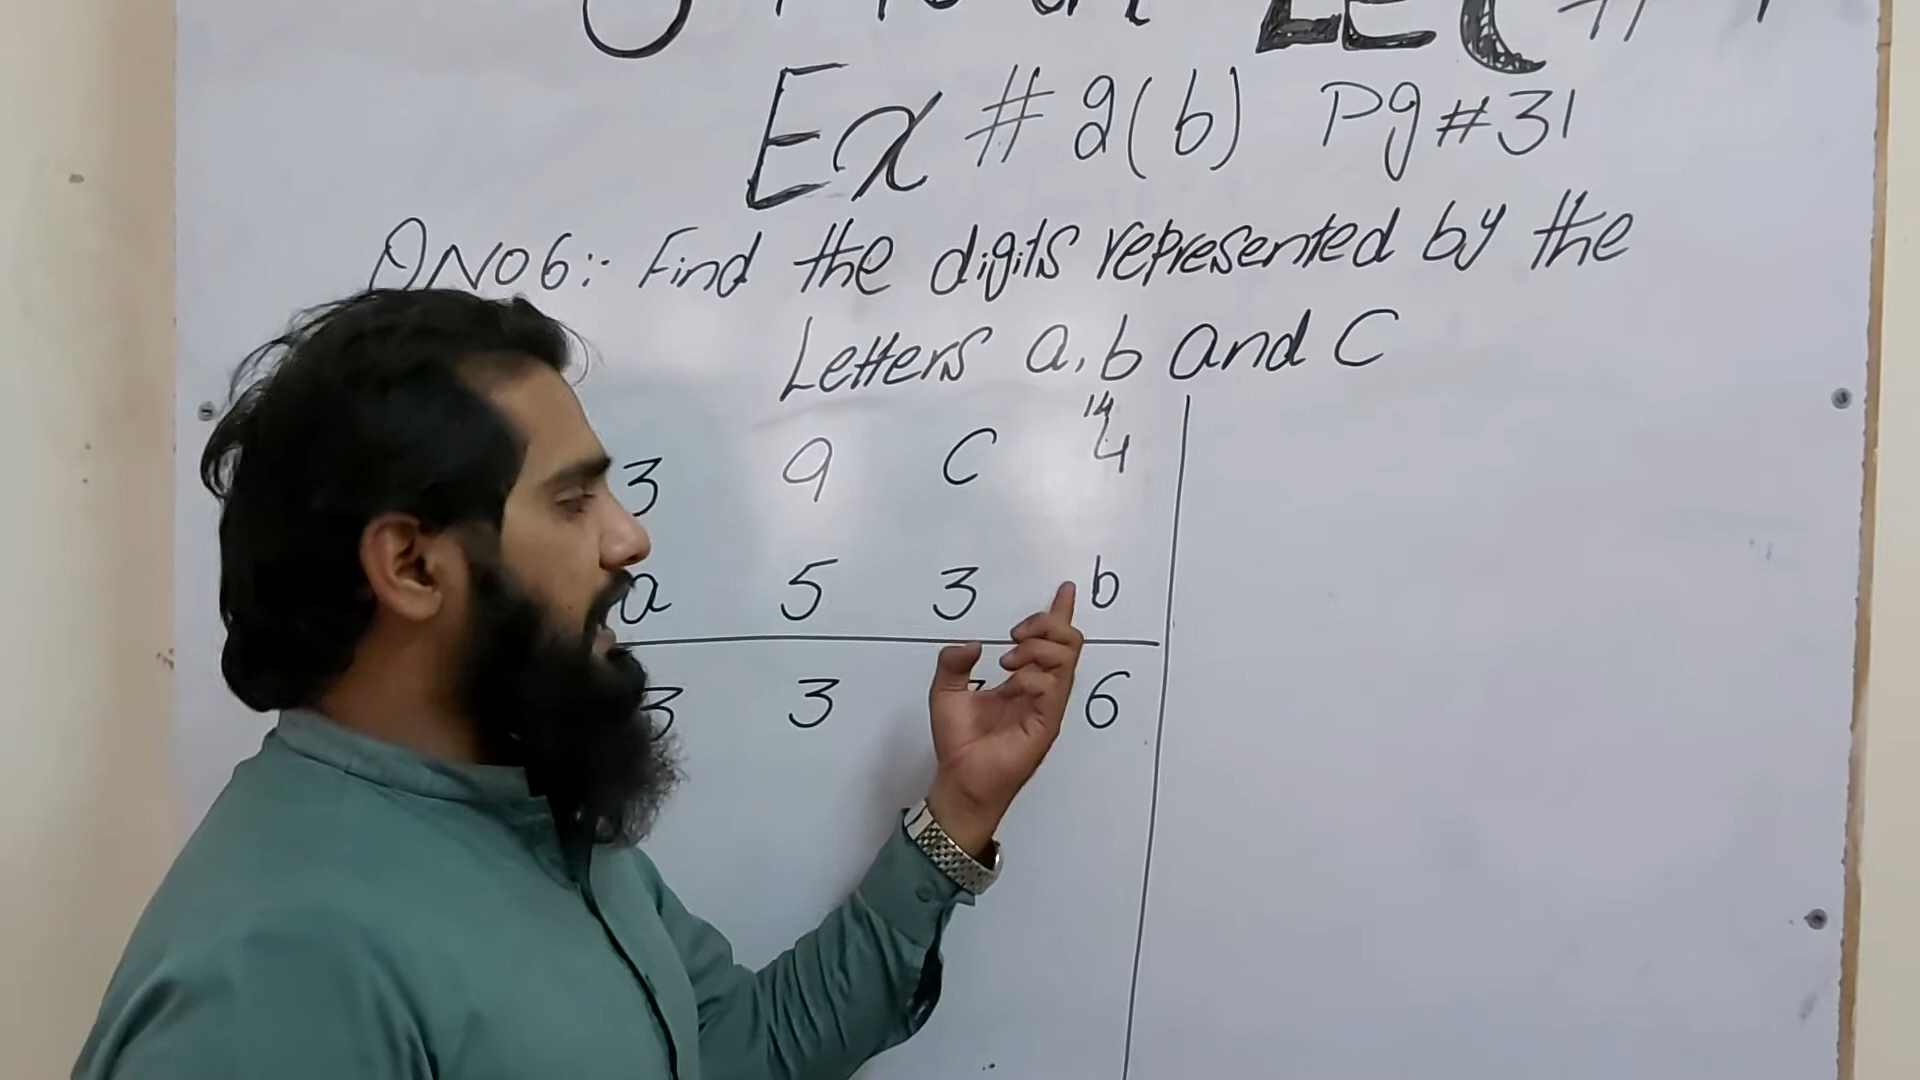 Ex # 2(b) Pg #31
QNO6:- Find the digits represented by the
Letters a, b and C
14
3 9 C 4
a 5 3 b
3 3 6